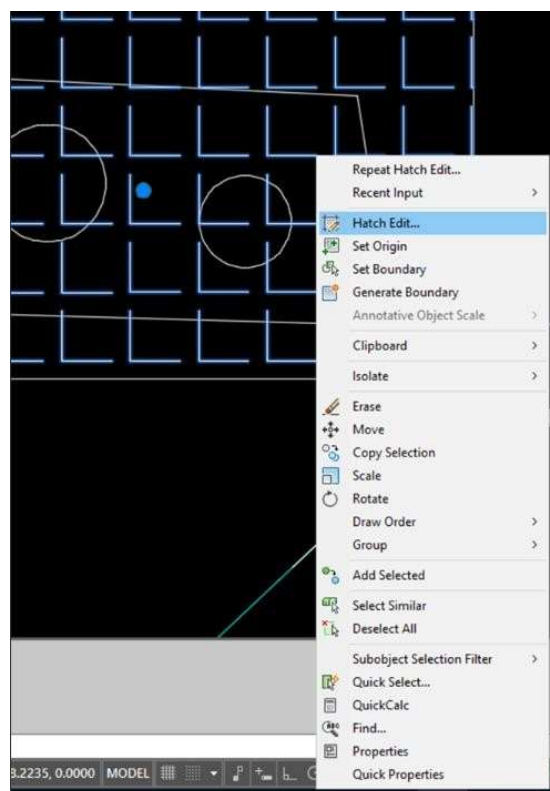 Repeat Hatch Edit...
Recent Input
Hatch Edit...
Set Origin
Set Boundary
Generate Boundary
Annotative Object Scale
Clipboard
Isolate
Erase
Move
Copy Selection
Scale
Rotate
Draw Order
Group
Add Selected
Select Similar
Deselect All
Subobject Selection Filter
Quick Select...
QuickCalc
Find...
Properties
Quick Properties
3.2235, 0.0000 MODEL